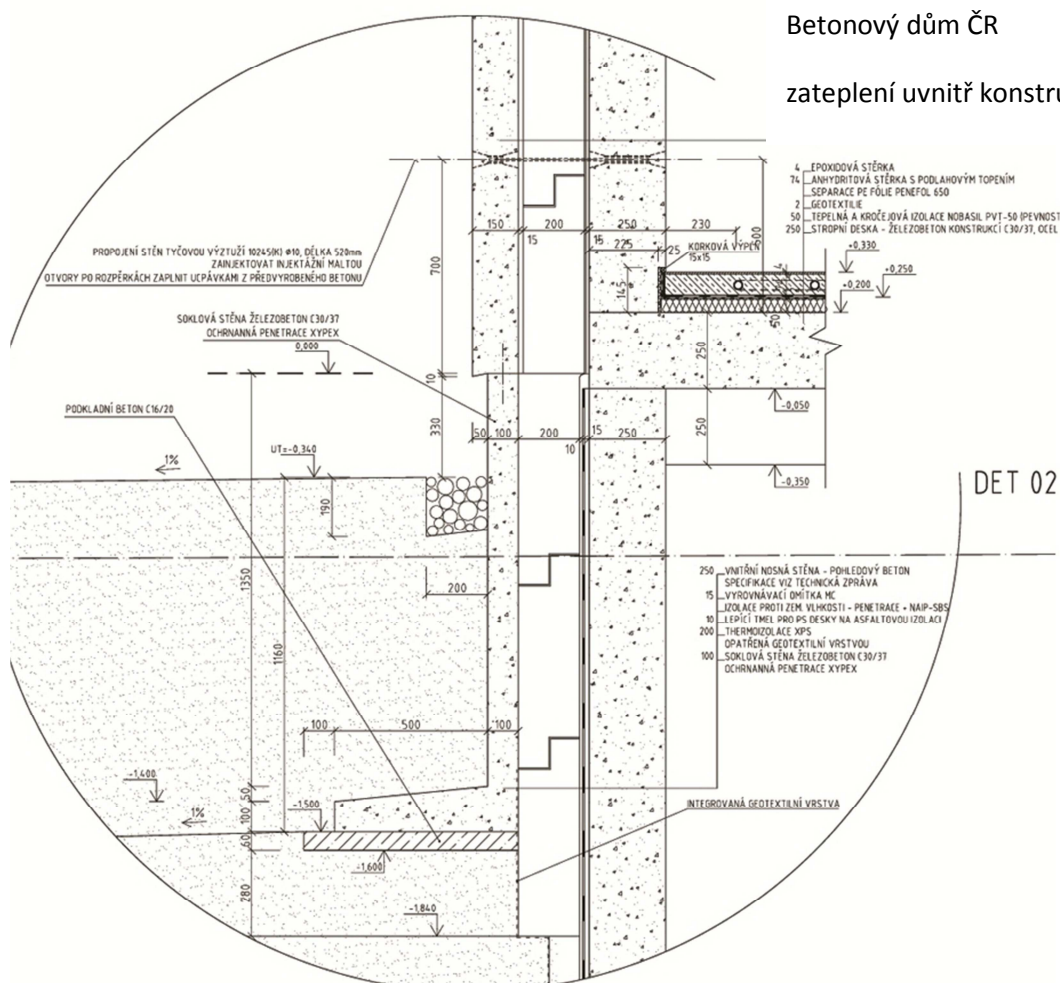 Betonový dům ČR
zateplení uvnitř konstru
4 EPOXIDOVÁ STĚRKA
74 ANHYDRITOVÁ STĚRKA S PODLAHOVÝM TOPENÍM
SEPARACE PE FÓLIE PENEFOL 650
2 GEOTEXTILIE
50 TEPELNÁ A KROČEJOVÁ IZOLACE NOBASIL PVT-50 (PEVNOST
250 STROPNÍ DESKA - ŽELEZOBETON KONSTRUKČÍ C30/37, OCEL
150 200 250 230
15 15 225 25
KORKOVÁ VÝPLŇ
15x15
700
145
4
50
+0,330
+0,250
+0,200
PROPOJENÍ STĚN TYČOVOU VÝZTUŽÍ 10245(K) ø10, DÉLKA 520mm
ZAINJEKTOVAT INJEKTÁŽNÍ MALTOU
OTVORY PO ROZPĚRKÁCH ZAPLNIT UCPÁVKAMI Z PŘEDVYROBENÉHO BETONU
SOKLOVÁ STĚNA ŽELEZOBETON C30/37
OCHRNANNÁ PENETRACE XYPEX
0,000
10
250
-0,050
PODKLADNÍ BETON C16/20
330
50 100 200 15 250
10
250
-0,350
UT=-0,340
1%
190
DET 02
200
1350
1160
250 VNITŘNÍ NOSNÁ STĚNA - POHLEDOVÝ BETON
SPECIFIKACE VIZ TECHNICKÁ ZPRÁVA
15 VYROVNÁVACÍ OMÍTKA MC
IZOLACE PROTI ZEM. VLHKOSTI - PENETRACE + NAIP-SBS
10 LEPÍCÍ TMEL PRO PS DESKY NA ASFALTOVOU IZOLACI
200 THERMOIZOLACE XPS
OPATŘENÁ GEOTEXTILNÍ VRSTVOU
100 SOKLOVÁ STĚNA ŽELEZOBETON C30/37
OCHRNANNÁ PENETRACE XYPEX
100 500 100
-1,400
50
100
-1,500
1%
60
INTEGROVANÁ GEOTEXTILNÍ VRSTVA
-1,600
280
-1,840